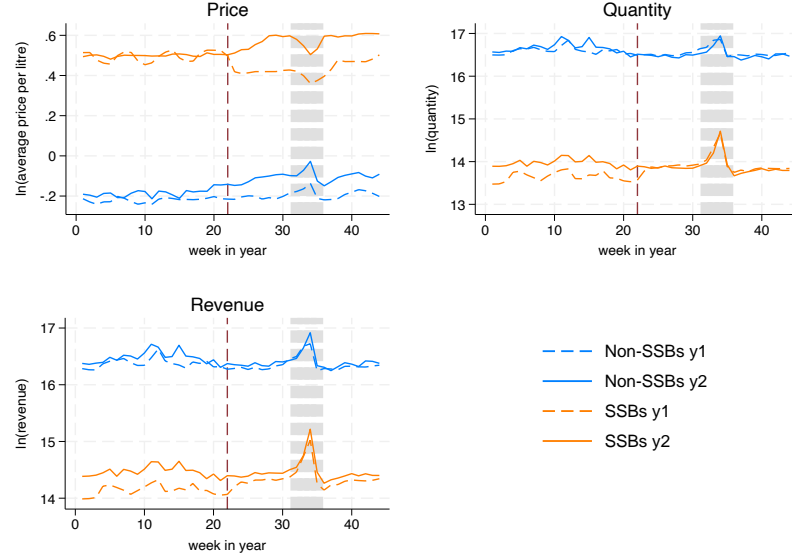 Price
ln(average price per litre)
.6
.4
.2
0
-.2
0
10
20
30
40
week in year
Quantity
ln(quantity)
17
16
15
14
13
0
10
20
30
40
week in year
Revenue
ln(revenue)
17
16
15
14
0
10
20
30
40
week in year
Non-SSBs y1
Non-SSBs y2
SSBs y1
SSBs y2